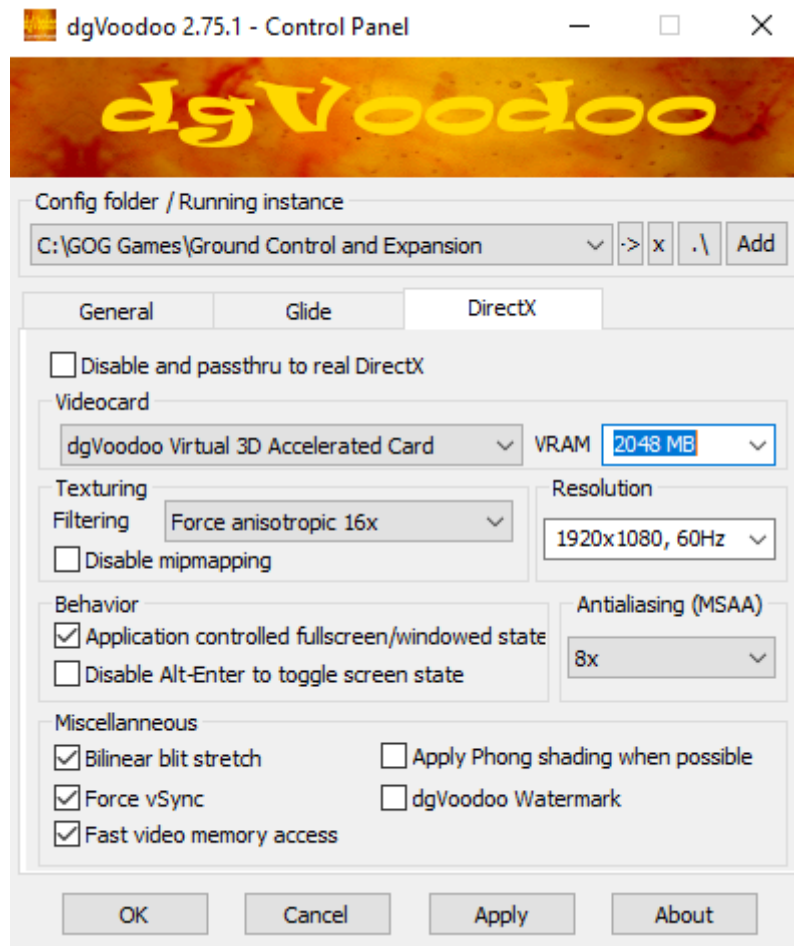 dgVoodoo 2.75.1 - Control Panel
dgVoodoo
Config folder / Running instance
C:\GOG Games\Ground Control and Expansion
->
x
.\
Add
General
Glide
DirectX
Disable and passthru to real DirectX
Videocard
dgVoodoo Virtual 3D Accelerated Card
VRAM
2048 MB
Texturing
Filtering
Force anisotropic 16x
Disable mipmapping
Resolution
1920x1080, 60Hz
Behavior
Application controlled fullscreen/windowed state
Disable Alt-Enter to toggle screen state
Antialiasing (MSAA)
8x
Miscellaneous
Bilinear blit stretch
Apply Phong shading when possible
Force vSync
dgVoodoo Watermark
Fast video memory access
OK
Cancel
Apply
About